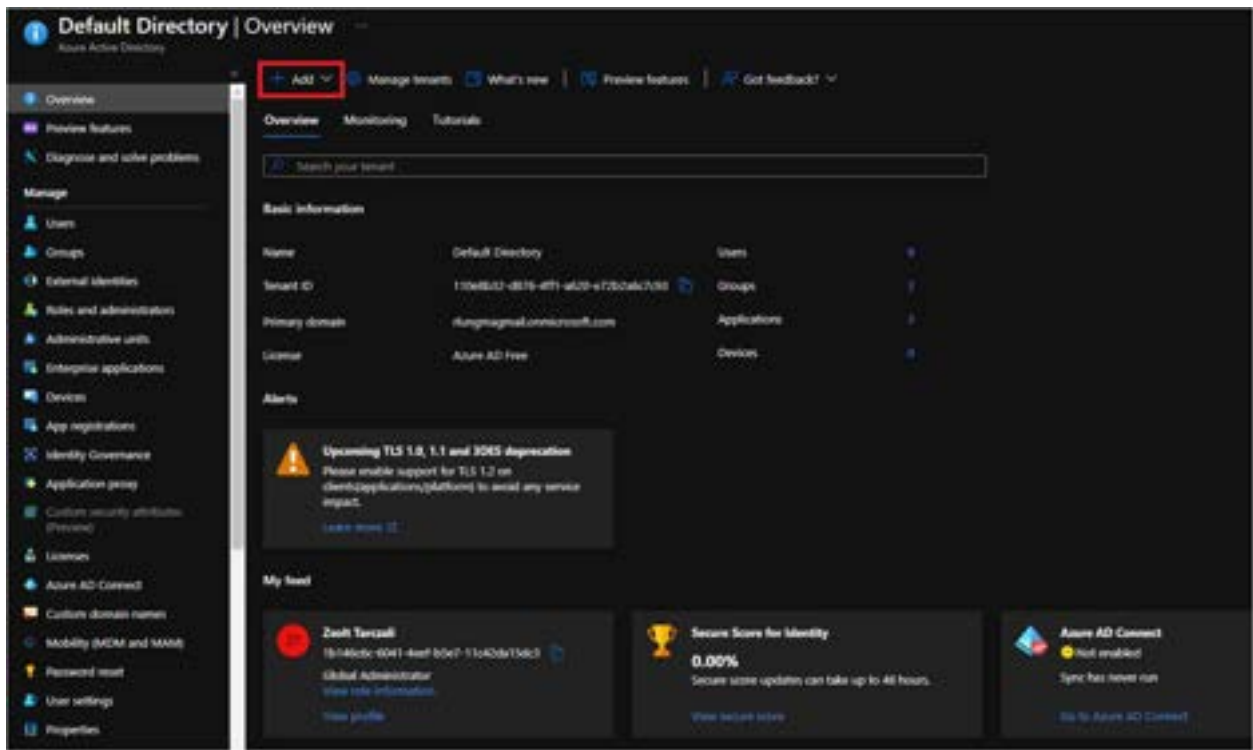 Default Directory | Overview
Azure Active Directory
Add
Manage tenants
What's new
Preview features
Got feedback?
Overview
Preview features
Diagnose and solve problems
Manage
Users
Groups
External Identities
Roles and administrators
Administrative units
Enterprise applications
Devices
App registrations
Identity Governance
Application proxy
Custom security attributes
(Preview)
Licenses
Azure AD Connect
Custom domain names
Mobility (MDM and MAM)
Password reset
User settings
Properties
Overview
Monitoring
Tutorials
Search your tenant
Basic information
Name
Default Directory
Users
Tenant ID
Groups
Primary domain
Applications
License
Azure AD Free
Devices
Alerts
Upcoming TLS 1.0, 1.1 and 3DES deprecation
Please enable support for TLS 1.2 on
clients(applications/platform) to avoid any service
impact.
Learn more
My feed
Global Administrator
View role information
View profile
Secure Score for Identity
0.00%
Secure score updates can take up to 48 hours.
View secure score
Azure AD Connect
Not enabled
Sync has never run
Go to Azure AD Connect